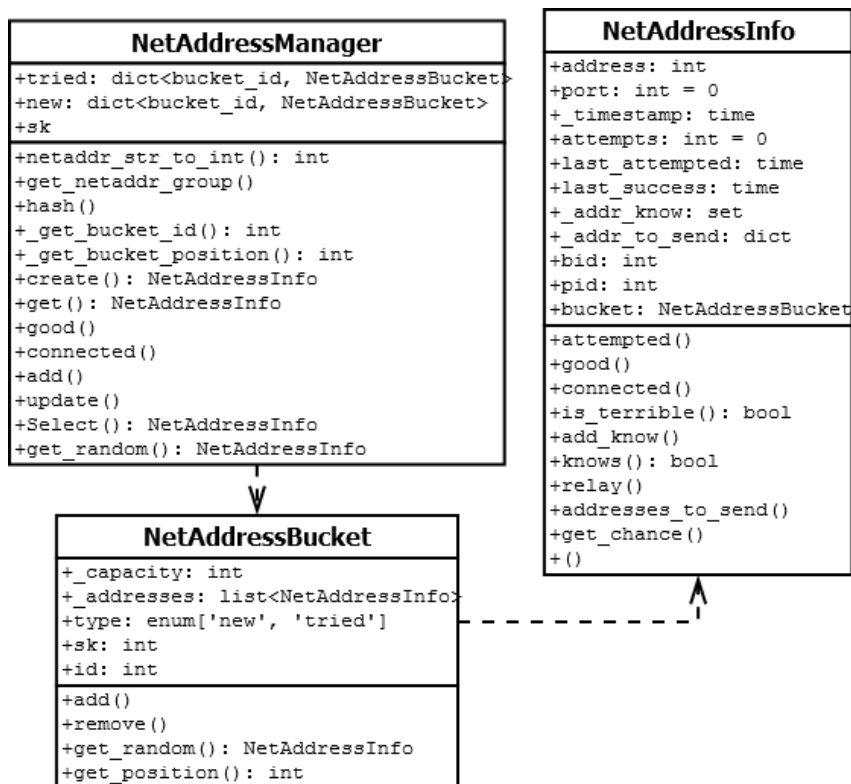 NetAddressManager
+tried: dict<bucket_id, NetAddressBucket>
+new: dict<bucket_id, NetAddressBucket>
+sk
+netaddr_str_to_int(): int
+get_netaddr_group()
+hash()
+_get_bucket_id(): int
+_get_bucket_position(): int
+create(): NetAddressInfo
+get(): NetAddressInfo
+good()
+connected()
+add()
+update()
+Select(): NetAddressInfo
+get_random(): NetAddressInfo
NetAddressInfo
+address: int
+port: int = 0
+_timestamp: time
+attempts: int = 0
+last_attempted: time
+last_success: time
+_addr_know: set
+_addr_to_send: dict
+bid: int
+pid: int
+bucket: NetAddressBucket
+attempted()
+good()
+connected()
+is_terrible(): bool
+add_know()
+knows(): bool
+relay()
+addresses_to_send()
+get_chance()
+()
NetAddressBucket
+_capacity: int
+_addresses: list<NetAddressInfo>
+type: enum['new', 'tried']
+sk: int
+id: int
+add()
+remove()
+get_random(): NetAddressInfo
+get_position(): int